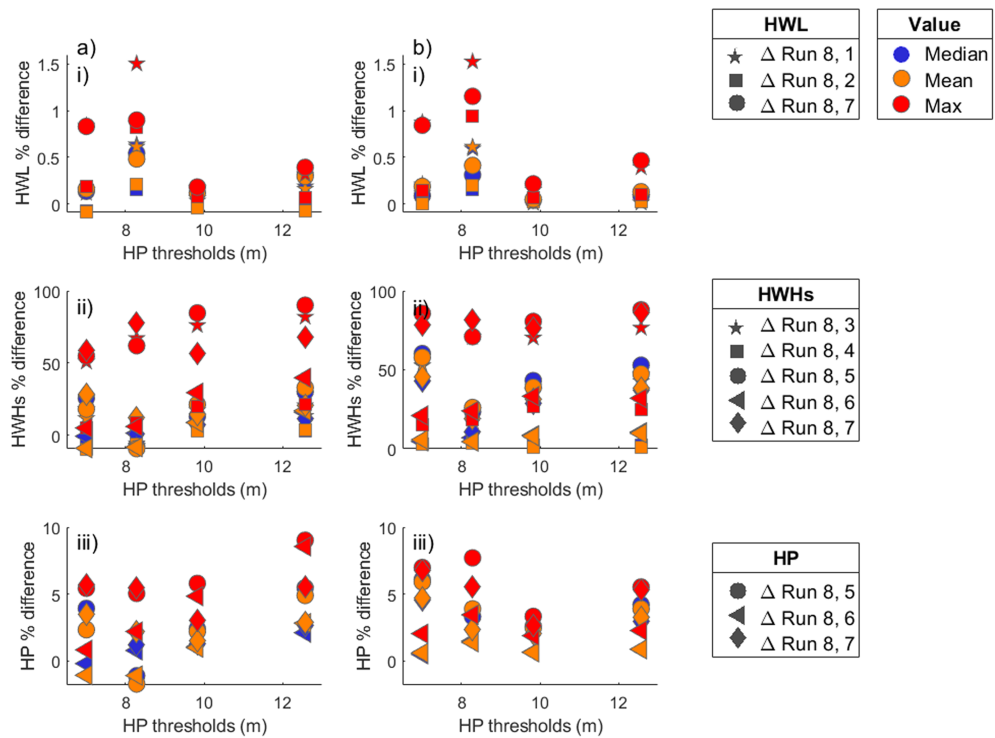 a)
i)
HWL % difference
1.5
1
0.5
0
8
10
12
HP thresholds (m)
b)
i)
HWL % difference
1.5
1
0.5
0
8
10
12
HP thresholds (m)
HWL
Δ Run 8, 1
Δ Run 8, 2
Δ Run 8, 7
Value
Median
Mean
Max
ii)
HWHs % difference
100
50
0
8
10
12
HP thresholds (m)
ii)
HWHs % difference
100
50
0
8
10
12
HP thresholds (m)
HWHs
Δ Run 8, 3
Δ Run 8, 4
Δ Run 8, 5
Δ Run 8, 6
Δ Run 8, 7
iii)
HP % difference
10
5
0
8
10
12
HP thresholds (m)
iii)
HP % difference
10
5
0
8
10
12
HP thresholds (m)
HP
Δ Run 8, 5
Δ Run 8, 6
Δ Run 8, 7